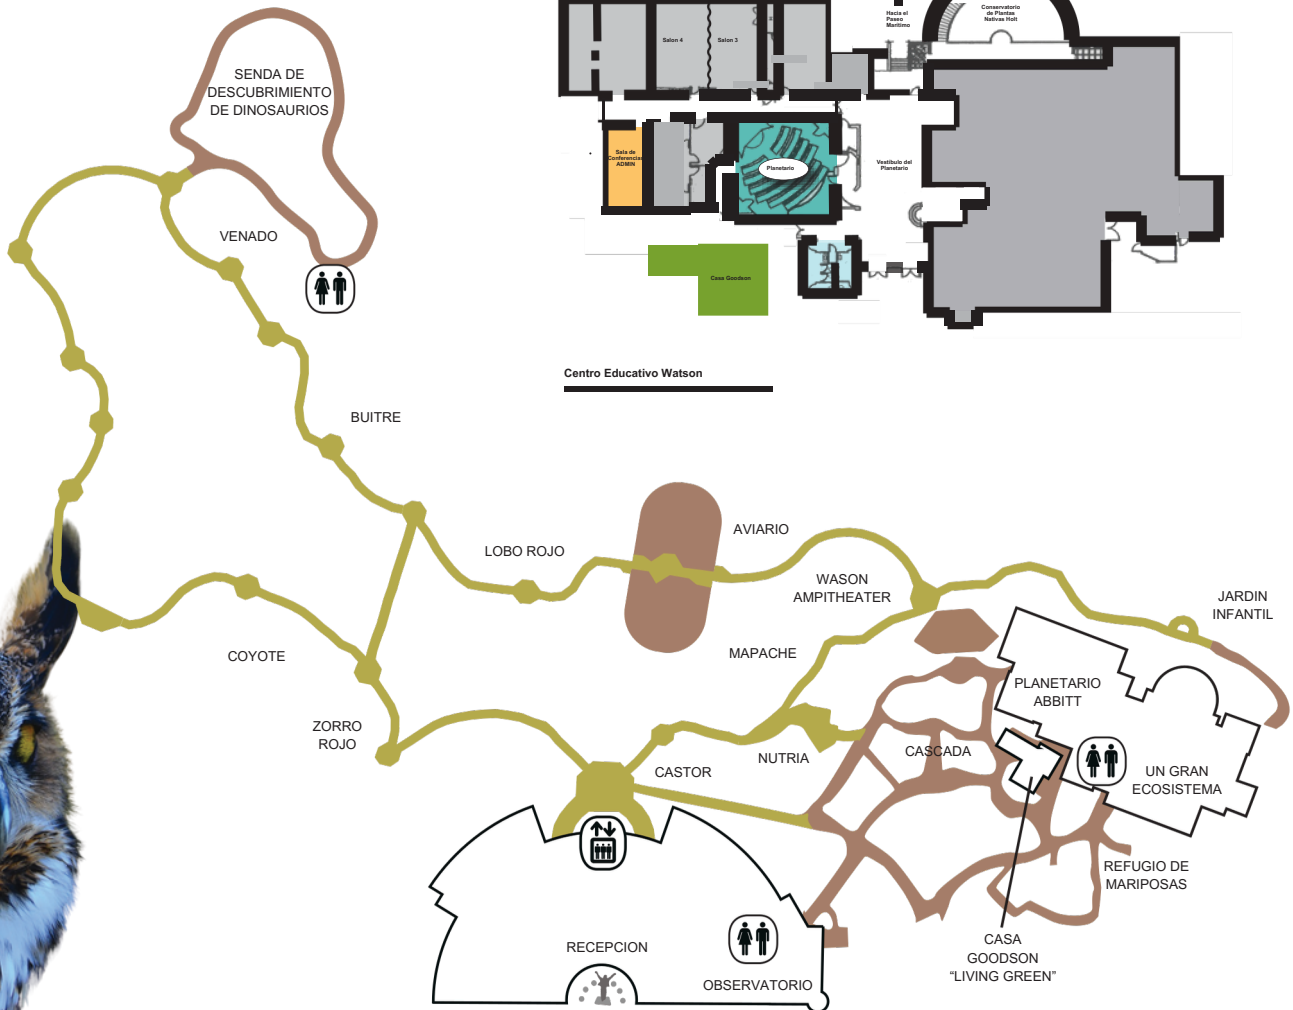 Hacia el
Paseo
Marítimo
Conservatorio
de Plantas
Nativas Holt
Salon 4
Salon 3
Sala de
Conferencias
ADMIN
Planetario
Vestíbulo del
Planetario
Casa Goodson
Centro Educativo Watson
SENDA DE
DESCUBRIMIENTO
DE DINOSAURIOS
VENADO
BUITRE
LOBO ROJO
AVIARIO
WASON
AMPITHEATER
JARDIN
INFANTIL
COYOTE
MAPACHE
PLANETARIO
ABBITT
ZORRO
ROJO
CASTOR
NUTRIA
CASCADA
UN GRAN
ECOSISTEMA
REFUGIO DE
MARIPOSAS
RECEPCION
OBSERVATORIO
CASA
GOODSON
“LIVING GREEN”